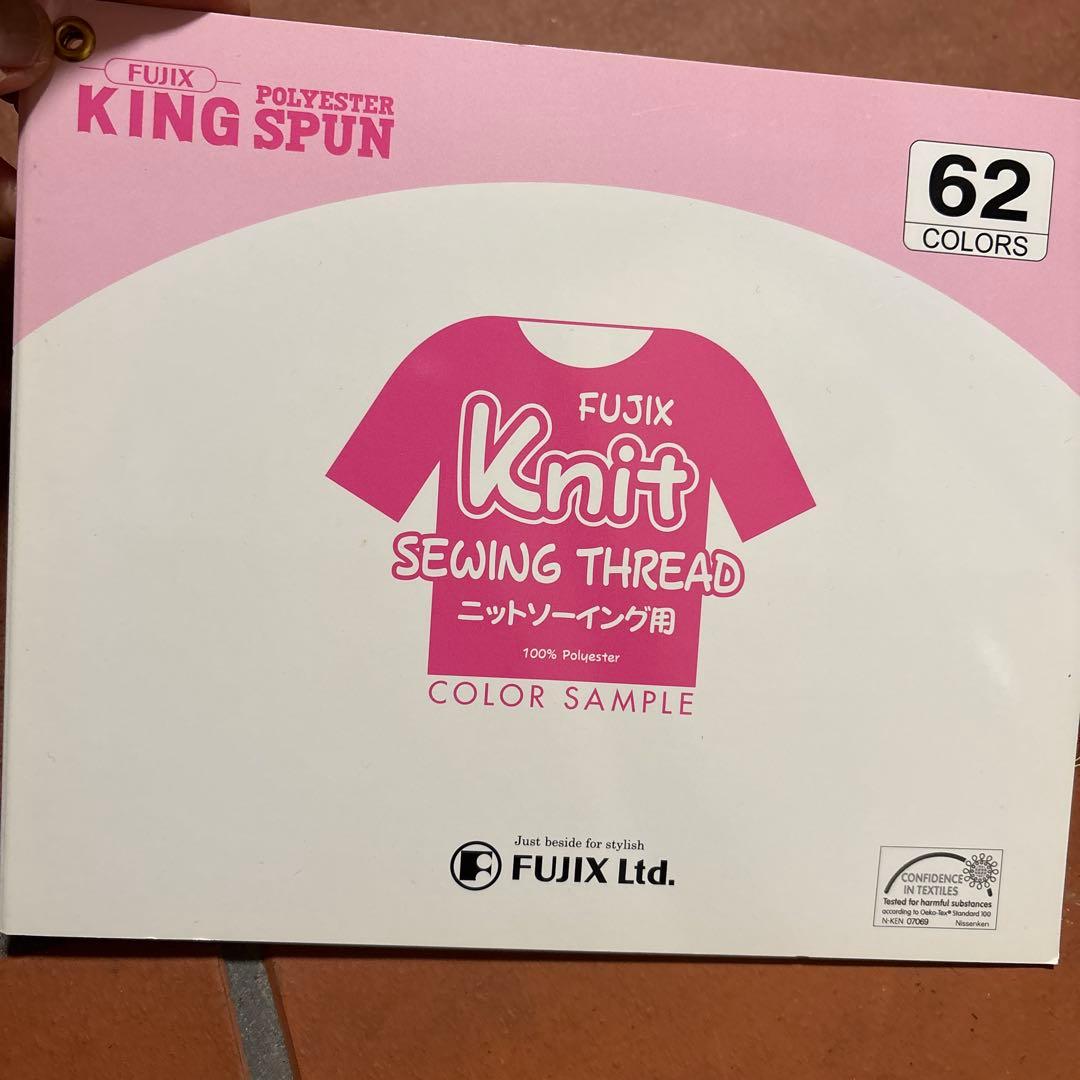 FUJIX
KING POLYESTER SPUN
62
COLORS
FUJIX
Knit
SEWING THREAD
ニットソーイング用
100% Polyester
COLOR SAMPLE
Just beside for stylish
FUJIX Ltd.
CONFIDENCE
IN TEXTILES
Tested for harmful substances
according to Oeko-Tex® Standard 100
N-KEN 07069 Nissenken